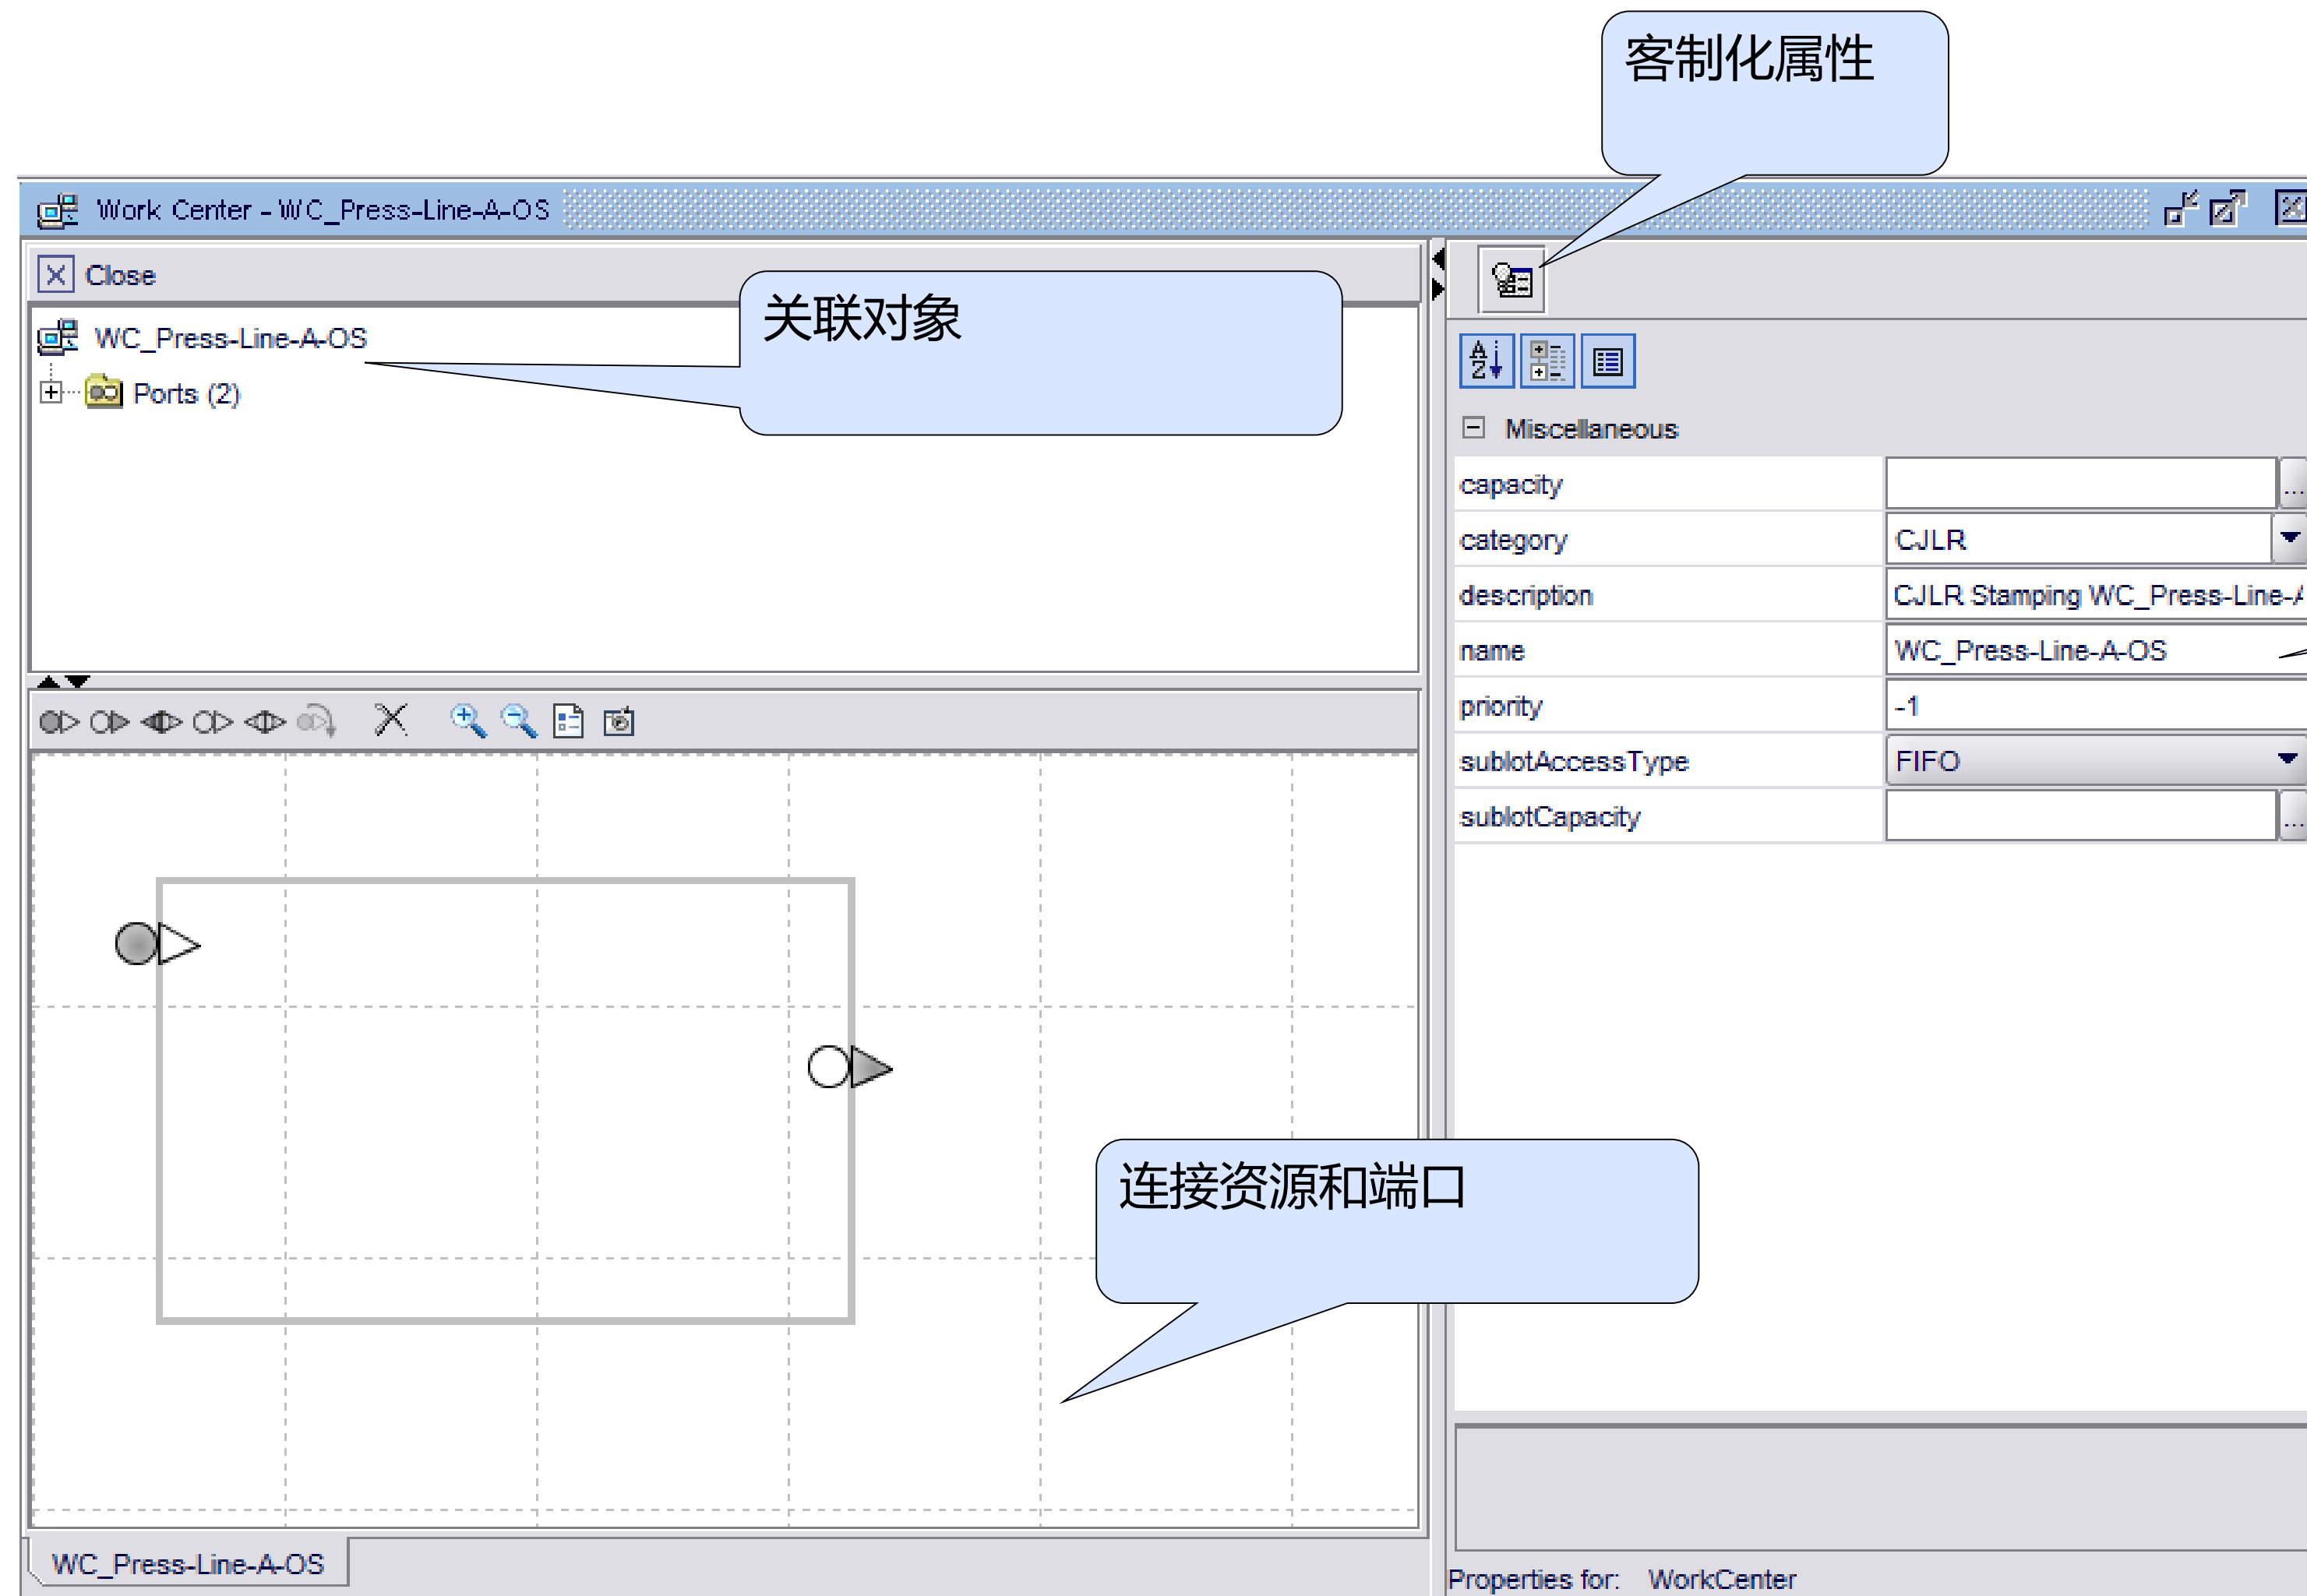 客制化属性
Work Center - WC_Press-Line-A-OS
Close
关联对象
WC_Press-Line-A-OS
Ports (2)
Miscellaneous
capacity
...
category CJLR
description CJLR Stamping WC_Press-Line-A
name WC_Press-Line-A-OS
priority -1
sublotAccessType FIFO
sublotCapacity
...
连接资源和端口
WC_Press-Line-A-OS
Properties for: WorkCenter